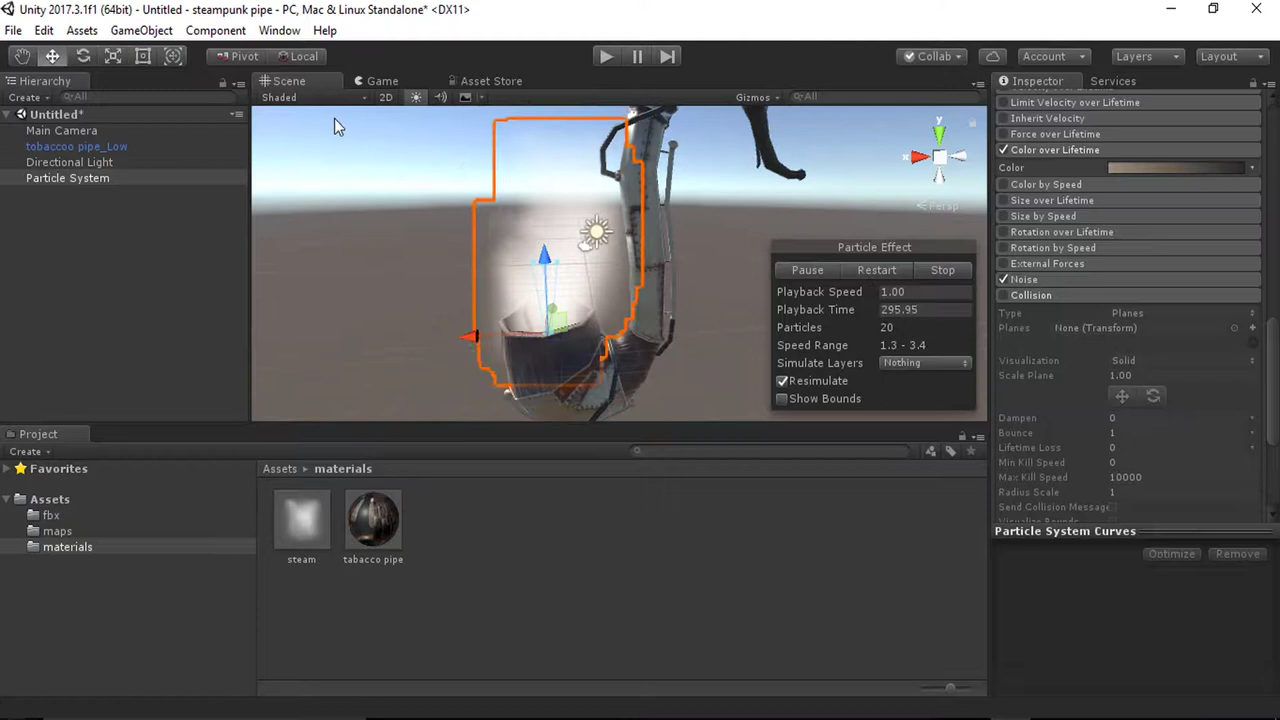 Unity 2017.3.1f1 (64bit) - Untitled - steampunk pipe - PC, Mac & Linux Standalone* <DX11>
File Edit Assets GameObject Component Window Help
Pivot Local Collab Account Layers Layout
Hierarchy
Create All
Untitled*
Main Camera
tobaccoo pipe_Low
Directional Light
Particle System
Scene Game Asset Store
Shaded 2D Gizmos All
y
x
Persp
Particle Effect
Pause Restart Stop
Playback Speed 1.00
Playback Time 295.95
Particles 20
Speed Range 1.3 - 3.4
Simulate Layers Nothing
Resimulate
Show Bounds
Inspector Services
Limit Velocity over Lifetime
Inherit Velocity
Force over Lifetime
Color over Lifetime
Color
Color by Speed
Size over Lifetime
Size by Speed
Rotation over Lifetime
Rotation by Speed
External Forces
Noise
Collision
Type Planes
Planes None (Transform)
Visualization Solid
Scale Plane 1.00
Dampen 0
Bounce 1
Lifetime Loss 0
Min Kill Speed 0
Max Kill Speed 10000
Radius Scale 1
Send Collision Message
Particle System Curves
Optimize Remove
Project
Create
Favorites
Assets
fbx
maps
materials
Assets materials
steam tabacco pipe